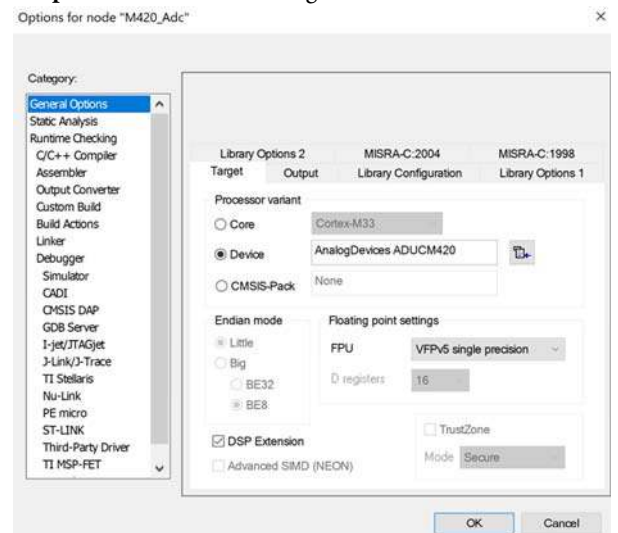 Options for node "M420_Adc"
Category:
General Options
Static Analysis
Runtime Checking
C/C++ Compiler
Assembler
Output Converter
Custom Build
Build Actions
Linker
Debugger
Simulator
CADI
CMSIS DAP
GDB Server
I-jet/JTAGjet
J-Link/J-Trace
TI Stellaris
Nu-Link
PE micro
ST-LINK
Third-Party Driver
TI MSP-FET
Library Options 2 MISRA-C:2004 MISRA-C:1998
Target Output Library Configuration Library Options 1
Processor variant
Core Cortex-M33
Device AnalogDevices ADUCM420
CMSIS-Pack None
Endian mode
Little
Big
BE32
BE8
Floating point settings
FPU VFPv5 single precision
D registers 16
DSP Extension
Advanced SIMD (NEON)
TrustZone
Mode Secure
OK Cancel